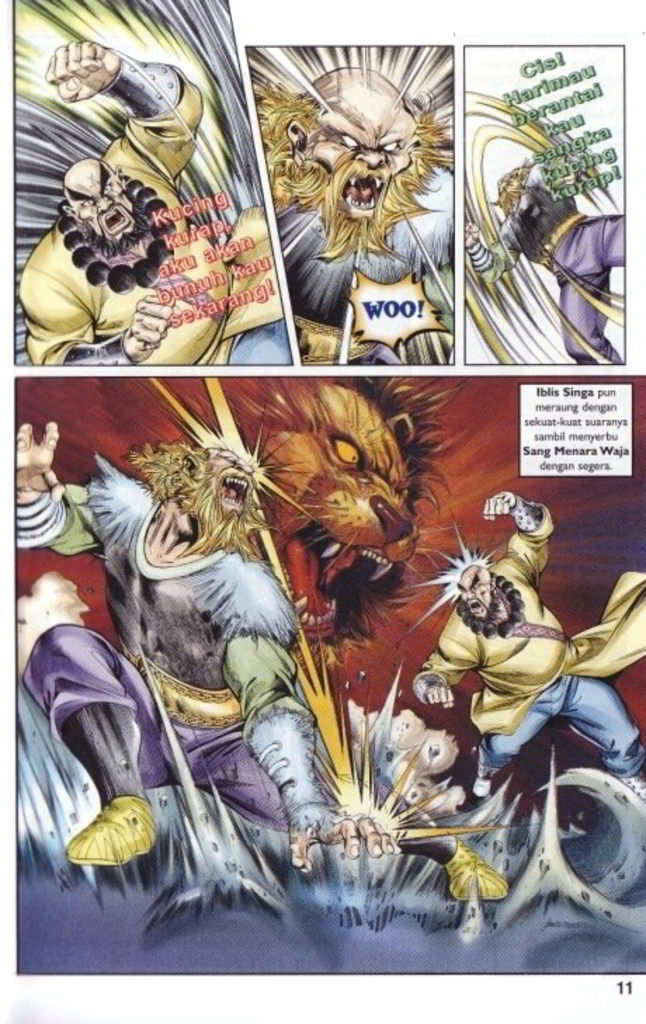 Kucing
kurap,
aku akan
bunuh kau
sekarang!
WOO!
Cis!
Harimau
berantai
kau
sangka
kucing
kurap!
Iblis Singa pun
meraung dengan
sekuat-kuat suaranya
sambil menyerbu
Sang Menara Waja
dengan segera.
11